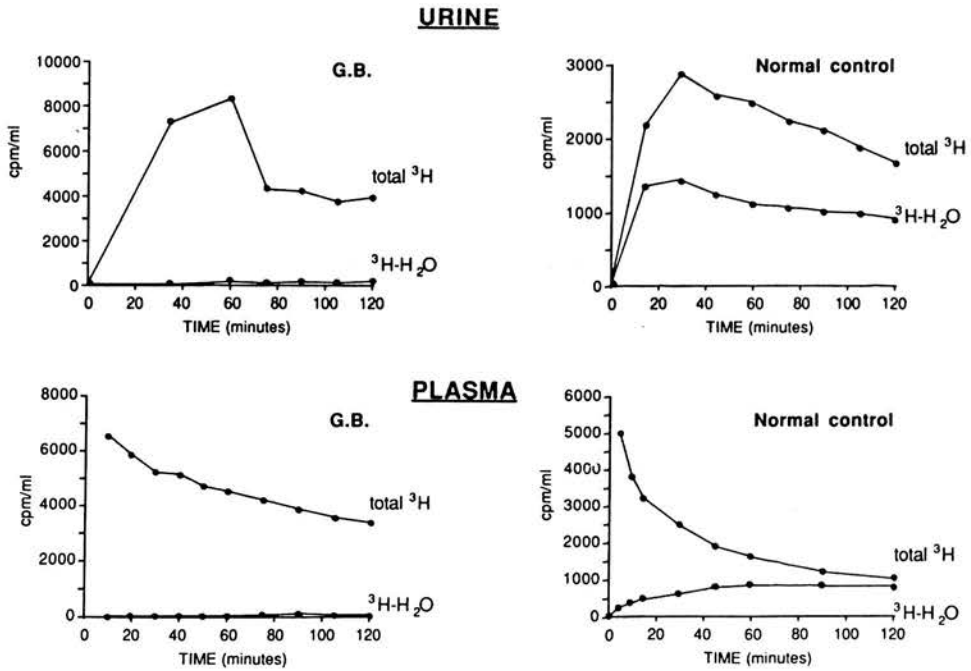 URINE
G.B.
10000
8000
6000
4000
2000
0
cpm/ml
total ³H
³H-H₂O
0 20 40 60 80 100 120
TIME (minutes)
Normal control
3000
2000
1000
0
cpm/ml
total ³H
³H-H₂O
0 20 40 60 80 100 120
TIME (minutes)
PLASMA
G.B.
8000
6000
4000
2000
0
cpm/ml
total ³H
³H-H₂O
0 20 40 60 80 100 120
TIME (minutes)
Normal control
6000
5000
4000
3000
2000
1000
0
cpm/ml
total ³H
³H-H₂O
0 20 40 60 80 100 120
TIME (minutes)